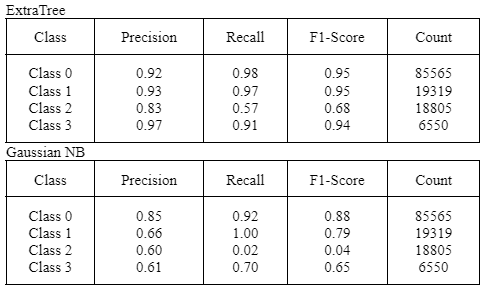 ExtraTree
Class Precision Recall F1-Score Count
Class 0 0.92 0.98 0.95 85565
Class 1 0.93 0.97 0.95 19319
Class 2 0.83 0.57 0.68 18805
Class 3 0.97 0.91 0.94 6550
Gaussian NB
Class Precision Recall F1-Score Count
Class 0 0.85 0.92 0.88 85565
Class 1 0.66 1.00 0.79 19319
Class 2 0.60 0.02 0.04 18805
Class 3 0.61 0.70 0.65 6550